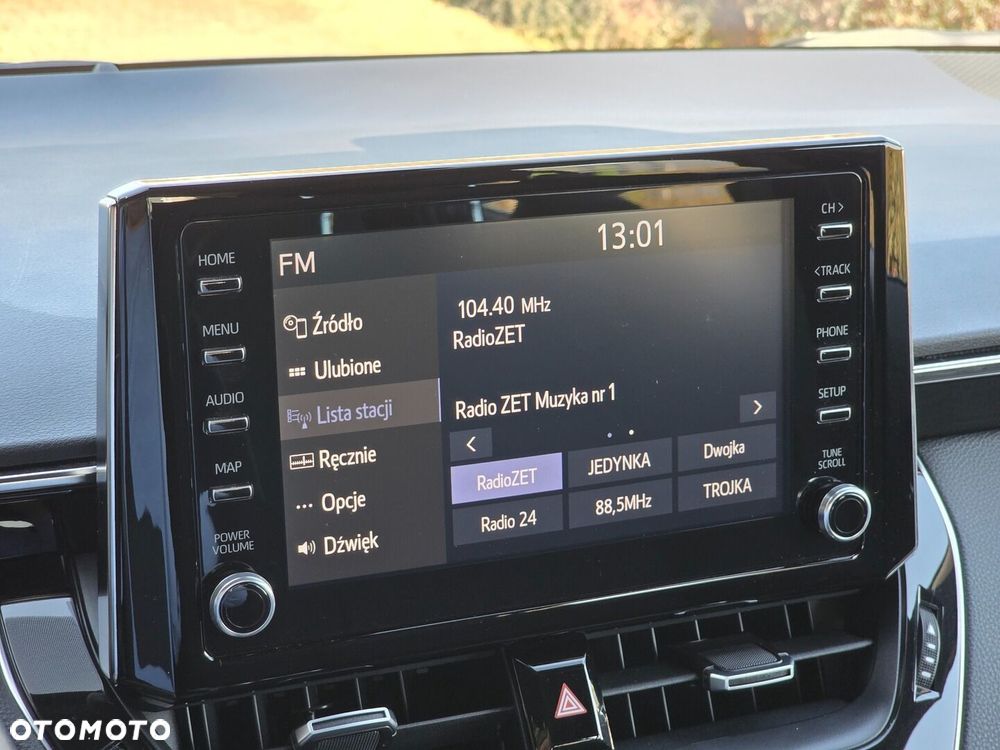 HOME
MENU
AUDIO
MAP
POWER
VOLUME
FM
13:01
Źródło
Ulubione
Lista stacji
Ręcznie
Opcje
Dźwięk
104.40 MHz
RadioZET
Radio ZET Muzyka nr 1
RadioZET
JEDYNKA
Dwojka
Radio 24
88,5MHz
TROJKA
CH >
< TRACK
PHONE
SETUP
TUNE
SCROLL
OTOMOTO